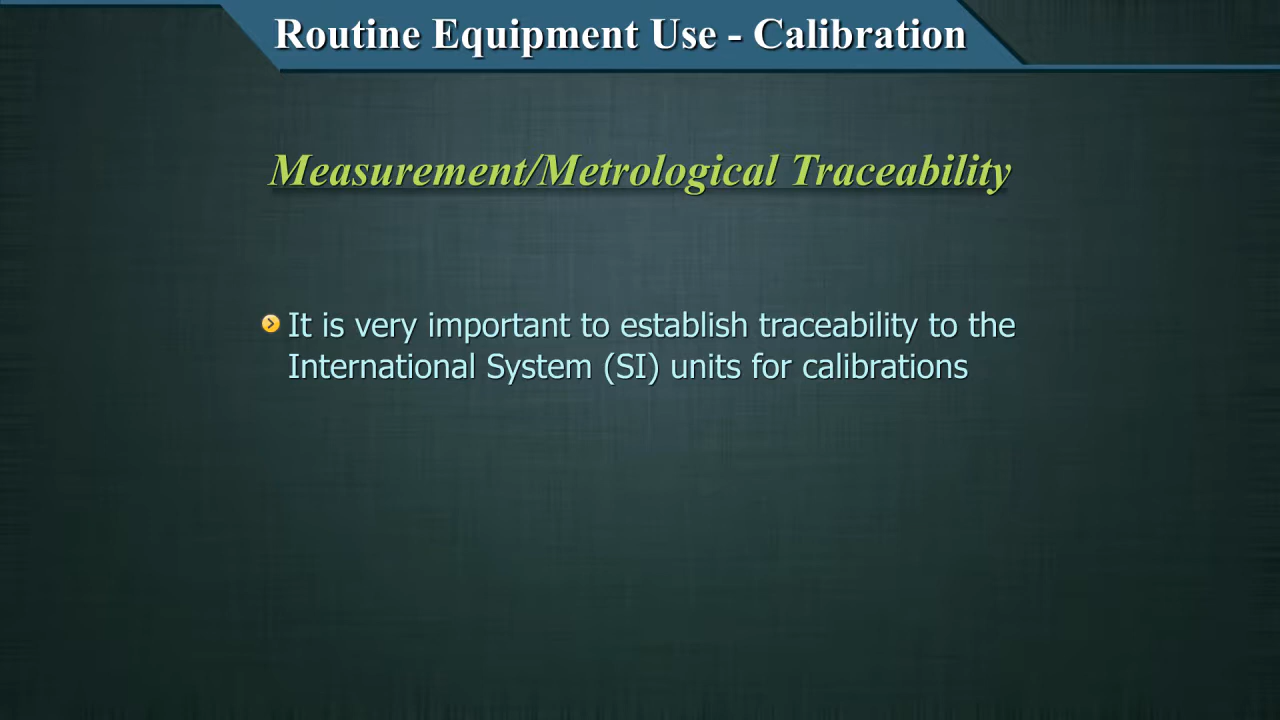 Routine Equipment Use - Calibration
Measurement/Metrological Traceability
It is very important to establish traceability to the
International System (SI) units for calibrations